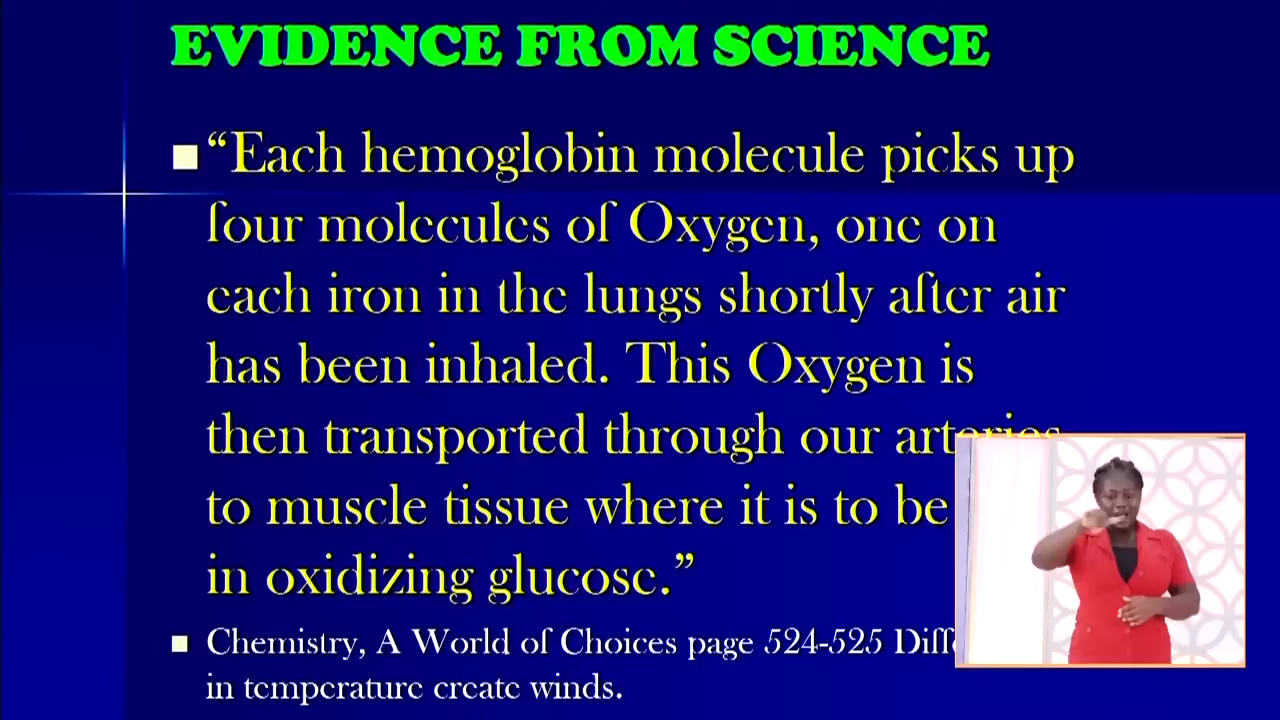 EVIDENCE FROM SCIENCE
“Each hemoglobin molecule picks up
four molecules of Oxygen, one on
each iron in the lungs shortly after air
has been inhaled. This Oxygen is
then transported through our arteries
to muscle tissue where it is to be
in oxidizing glucose.”
Chemistry, A World of Choices page 524-525
in temperature create winds.